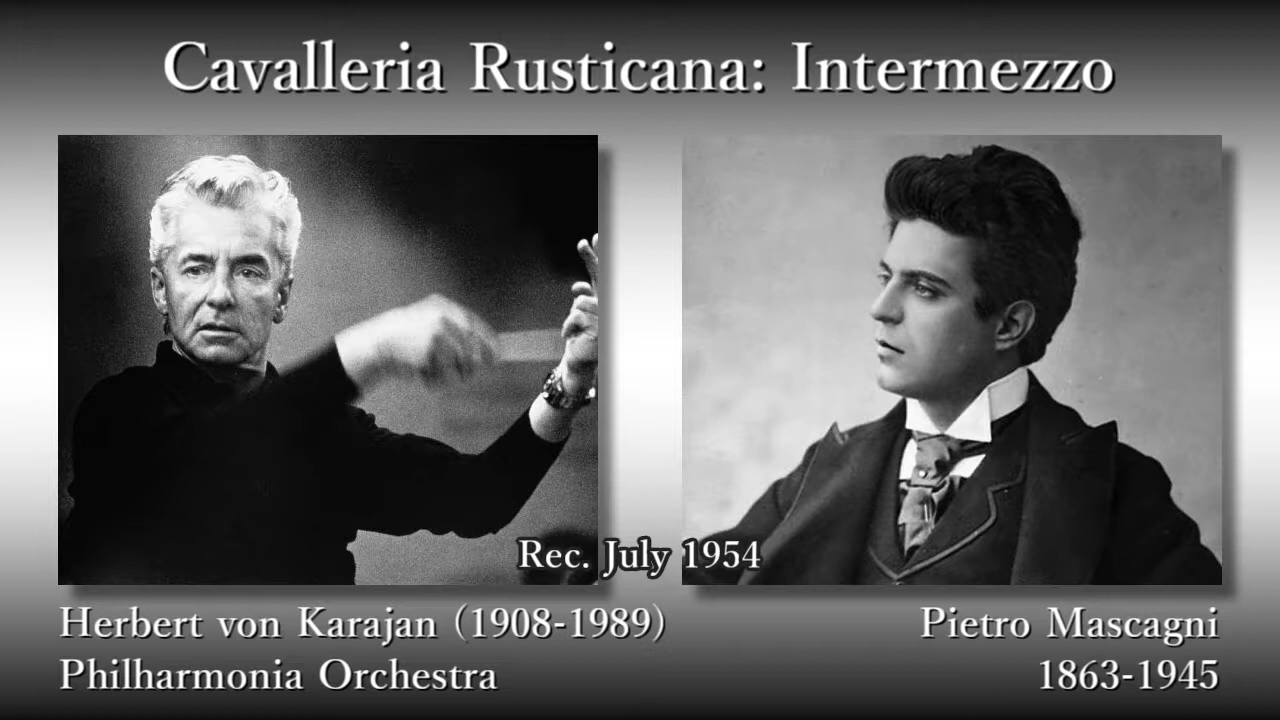 Cavalleria Rusticana: Intermezzo
Rec. July 1954
Herbert von Karajan (1908-1989)
Philharmonia Orchestra
Pietro Mascagni
1863-1945